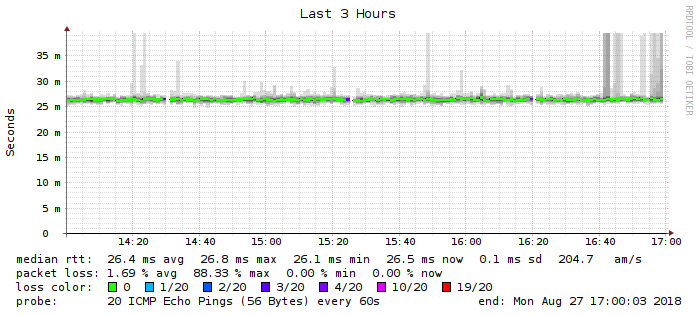 Last 3 Hours
RRDTOOL / TOBI OETIKER
Seconds
35 m
30 m
25 m
20 m
15 m
10 m
5 m
0
14:20 14:40 15:00 15:20 15:40 16:00 16:20 16:40 17:00
median rtt: 26.4 ms avg 26.8 ms max 26.1 ms min 26.5 ms now 0.1 ms sd 204.7 am/s
packet loss: 1.69 % avg 88.33 % max 0.00 % min 0.00 % now
loss color: 0 1/20 2/20 3/20 4/20 10/20 19/20
probe: 20 ICMP Echo Pings (56 Bytes) every 60s end: Mon Aug 27 17:00:03 2018